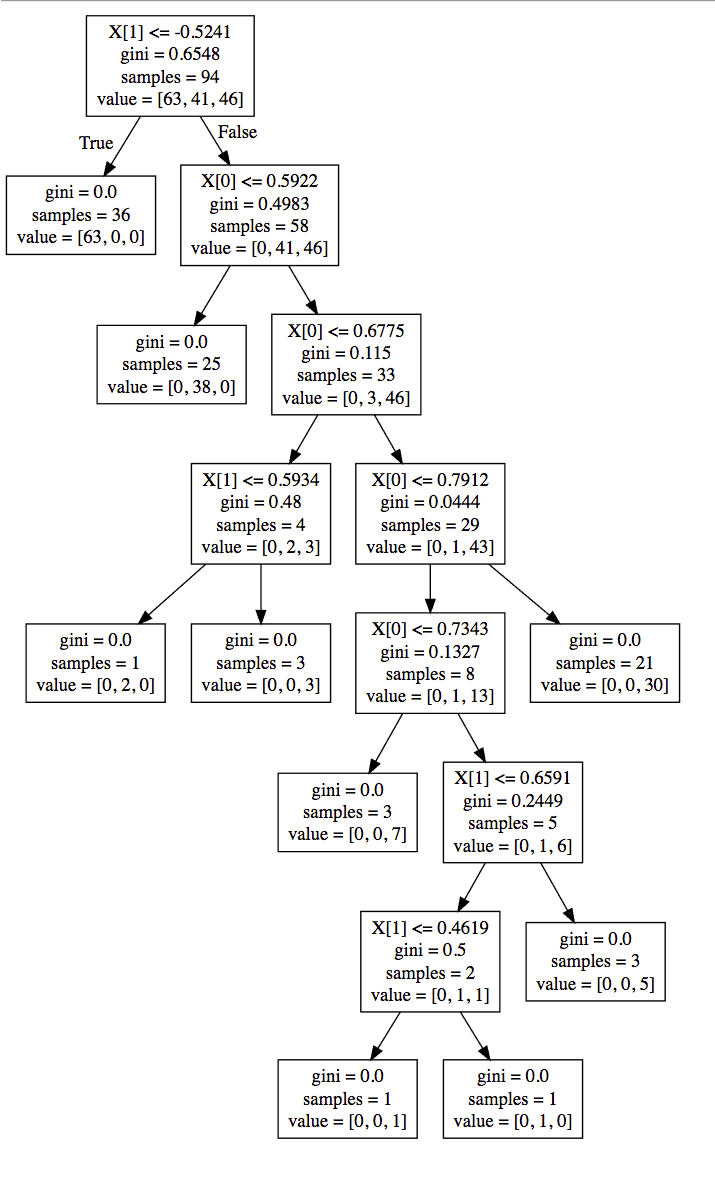 X[1] <= -0.5241
gini = 0.6548
samples = 94
value = [63, 41, 46]
True
False
gini = 0.0
samples = 36
value = [63, 0, 0]
X[0] <= 0.5922
gini = 0.4983
samples = 58
value = [0, 41, 46]
gini = 0.0
samples = 25
value = [0, 38, 0]
X[0] <= 0.6775
gini = 0.115
samples = 33
value = [0, 3, 46]
X[1] <= 0.5934
gini = 0.48
samples = 4
value = [0, 2, 3]
X[0] <= 0.7912
gini = 0.0444
samples = 29
value = [0, 1, 43]
gini = 0.0
samples = 1
value = [0, 2, 0]
gini = 0.0
samples = 3
value = [0, 0, 3]
X[0] <= 0.7343
gini = 0.1327
samples = 8
value = [0, 1, 13]
gini = 0.0
samples = 21
value = [0, 0, 30]
gini = 0.0
samples = 3
value = [0, 0, 7]
X[1] <= 0.6591
gini = 0.2449
samples = 5
value = [0, 1, 6]
X[1] <= 0.4619
gini = 0.5
samples = 2
value = [0, 1, 1]
gini = 0.0
samples = 3
value = [0, 0, 5]
gini = 0.0
samples = 1
value = [0, 0, 1]
gini = 0.0
samples = 1
value = [0, 1, 0]